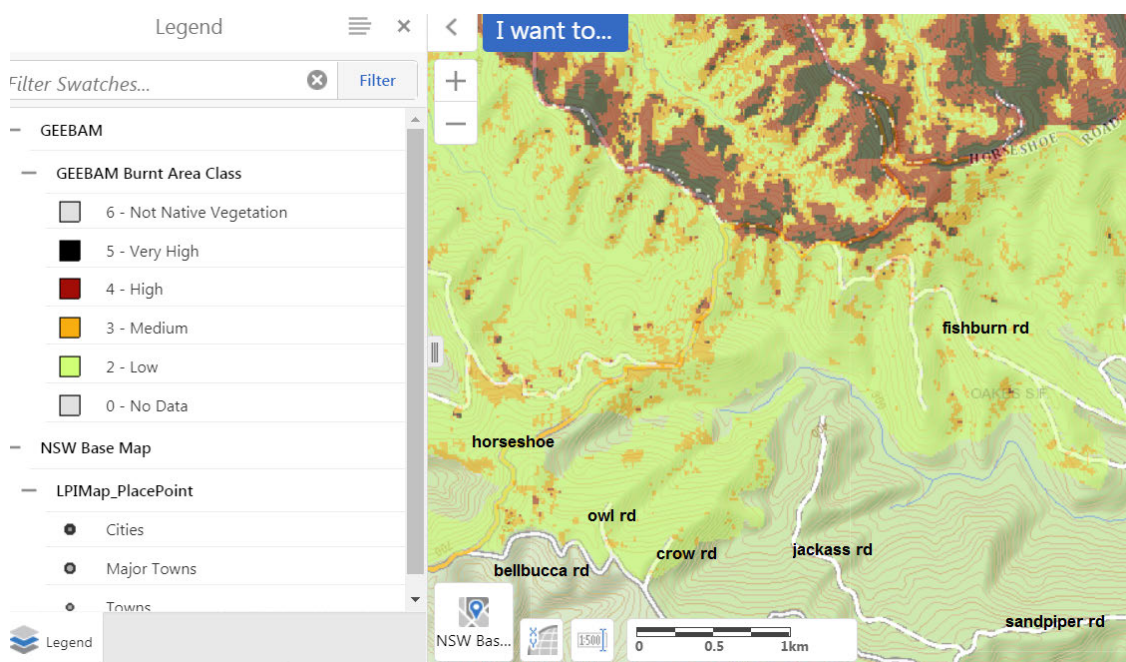 Legend
Filter Swatches...
Filter
GEEBAM
GEEBAM Burnt Area Class
6 - Not Native Vegetation
5 - Very High
4 - High
3 - Medium
2 - Low
0 - No Data
NSW Base Map
LPIMap_PlacePoint
Cities
Major Towns
Towns
Legend
I want to...
HORSESHOE ROAD
fishburn rd
OAKES S.F.
horseshoe
owl rd
crow rd
jackass rd
bellbucca rd
sandpiper rd
NSW Bas...
X Y
1:500
0 0.5 1km